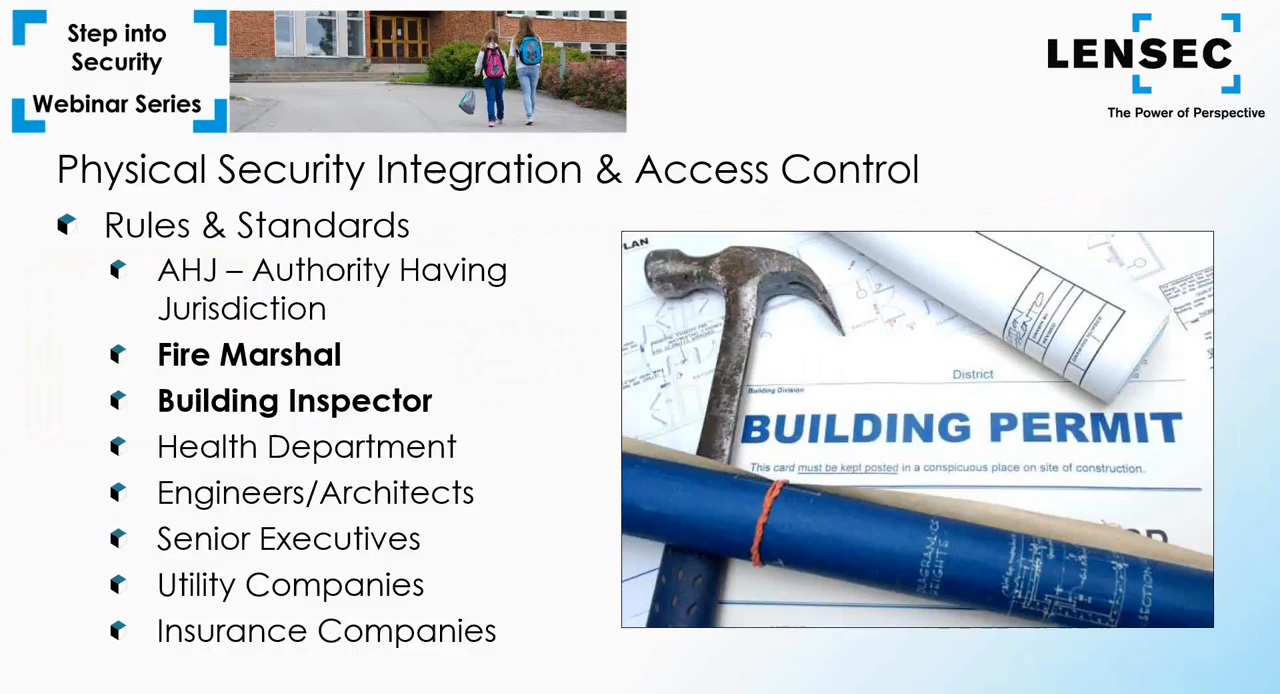 Step into
Security
Webinar Series
LENSEC
The Power of Perspective
Physical Security Integration & Access Control
Rules & Standards
AHJ – Authority Having
Jurisdiction
Fire Marshal
Building Inspector
Health Department
Engineers/Architects
Senior Executives
Utility Companies
Insurance Companies
LAN
District
Building Division
BUILDING PERMIT
This card must be kept posted in a conspicuous place on site of construction.
SECTION